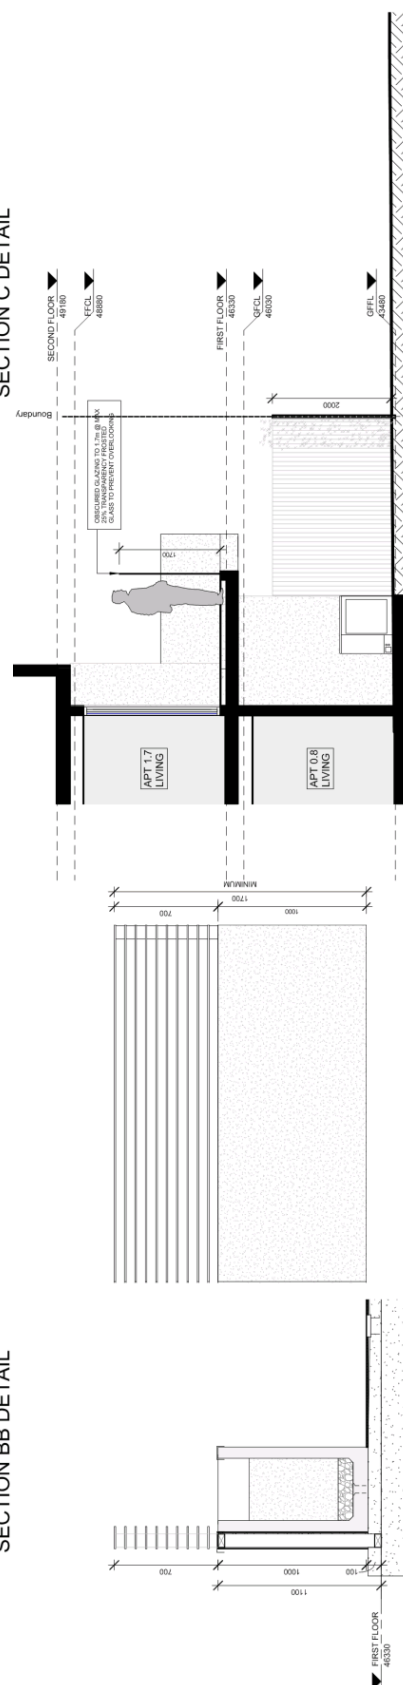 SECTION C DETAIL
SECOND FLOOR
49180
FFCL
48880
FIRST FLOOR
46330
GFCL
46030
GFFL
43480
Boundary
OBSCURED GLAZING TO 1.7m @ MAX
25% TRANSPARENCY FROSTED
GLASS TO PREVENT OVERLOOKING
1700
2000
APT 1.7
LIVING
APT 0.8
LIVING
MINIMUM
1700
700
1000
SECTION BB DETAIL
700
1000
100
1100
FIRST FLOOR
46330